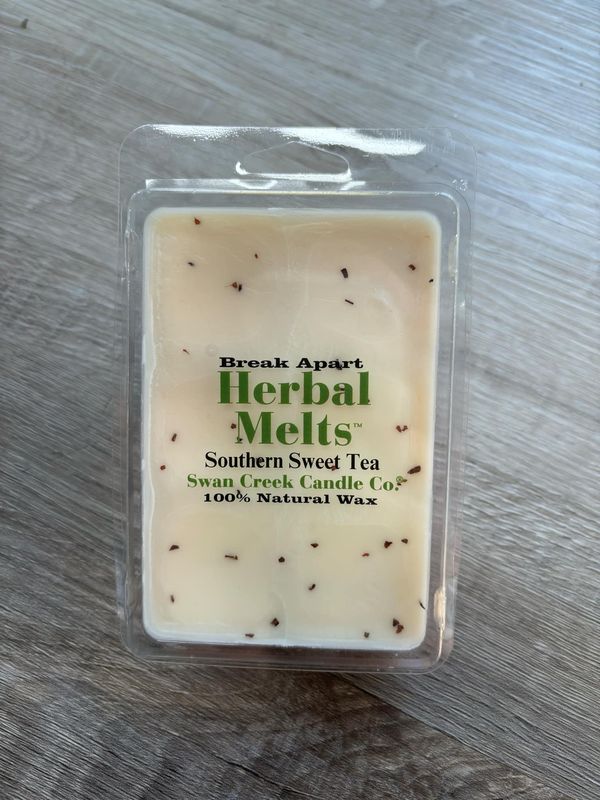 Break Apart
Herbal
Melts™
Southern Sweet Tea
Swan Creek Candle Co.®
100% Natural Wax